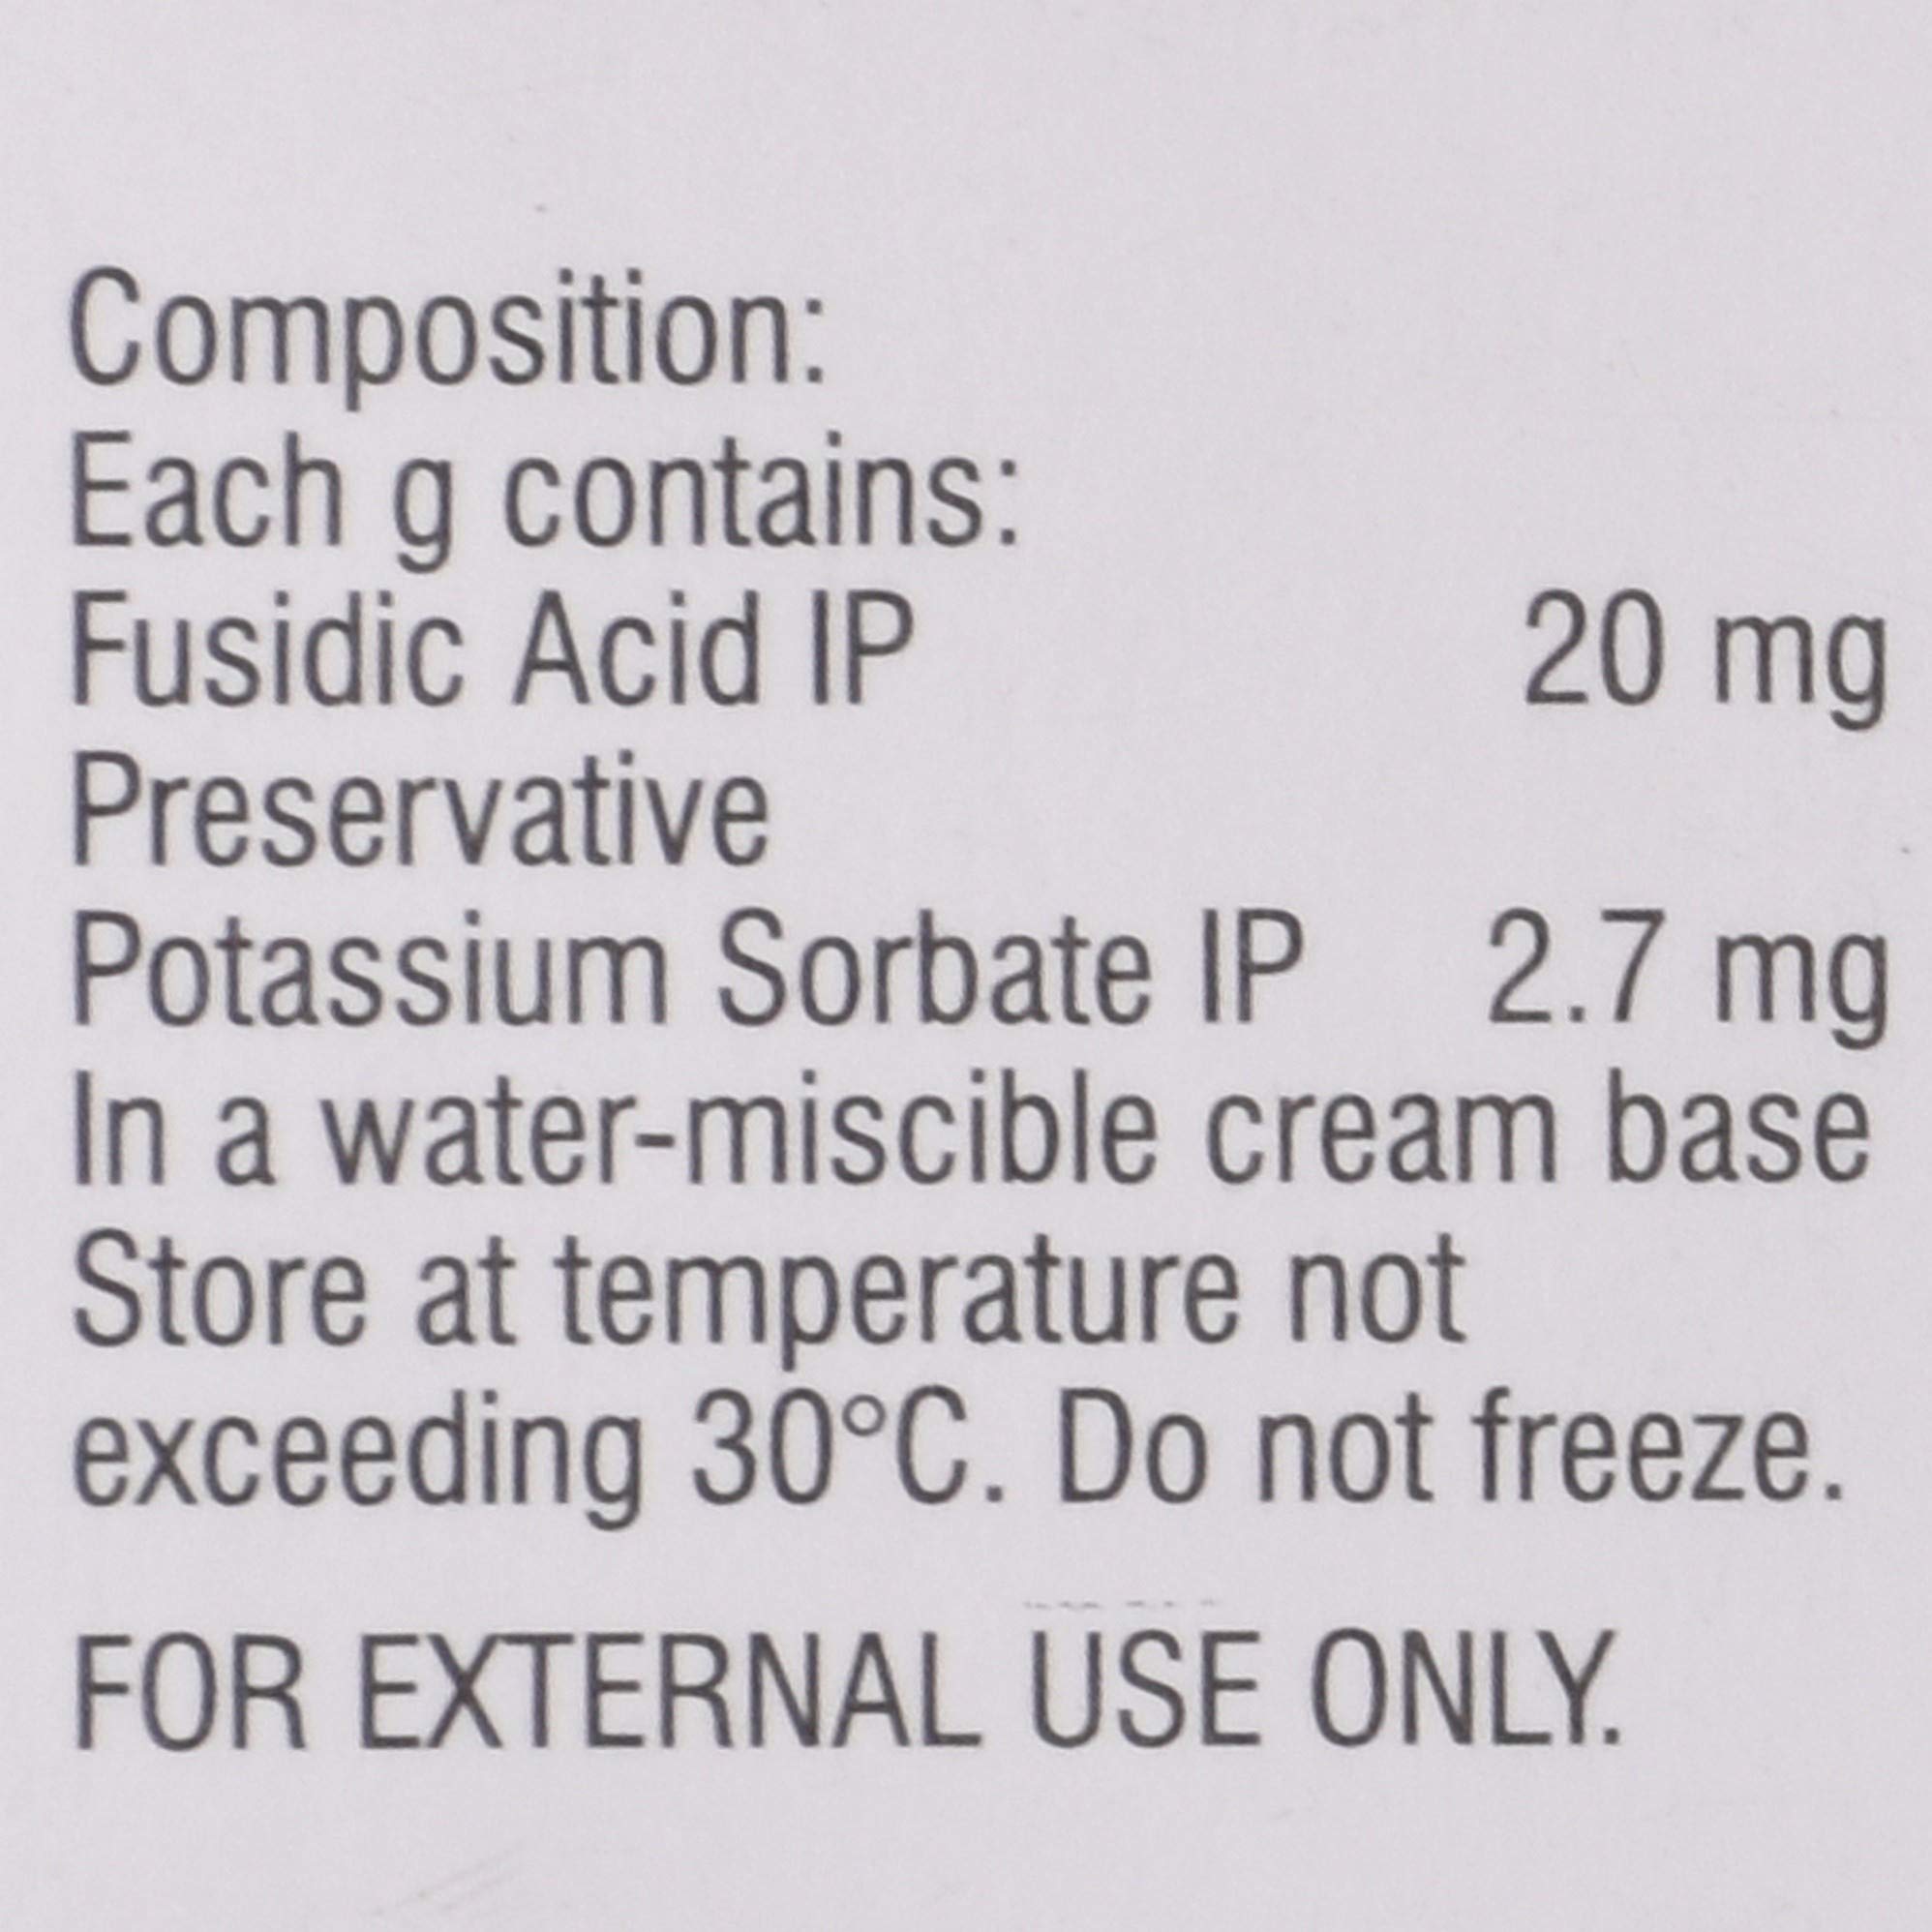 Composition:
Each g contains:
Fusidic Acid IP 20 mg
Preservative
Potassium Sorbate IP 2.7 mg
In a water-miscible cream base
Store at temperature not
exceeding 30°C. Do not freeze.
FOR EXTERNAL USE ONLY.